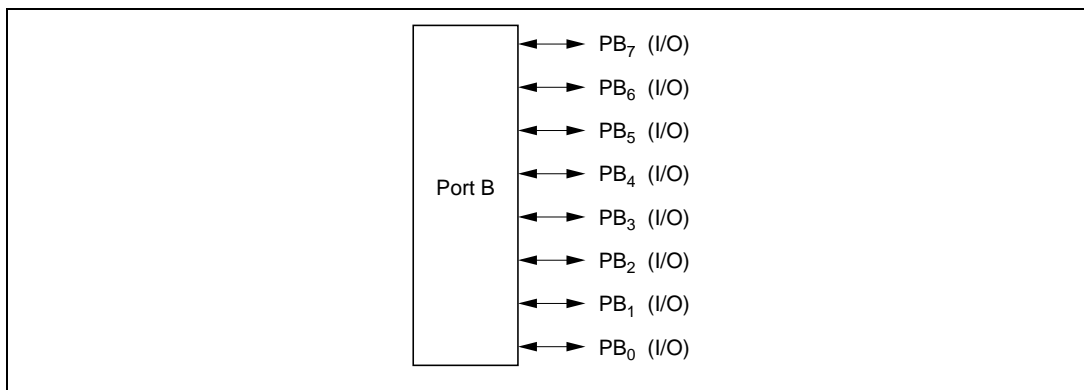 PB₇ (I/O)
PB₆ (I/O)
PB₅ (I/O)
PB₄ (I/O)
Port B
PB₃ (I/O)
PB₂ (I/O)
PB₁ (I/O)
PB₀ (I/O)